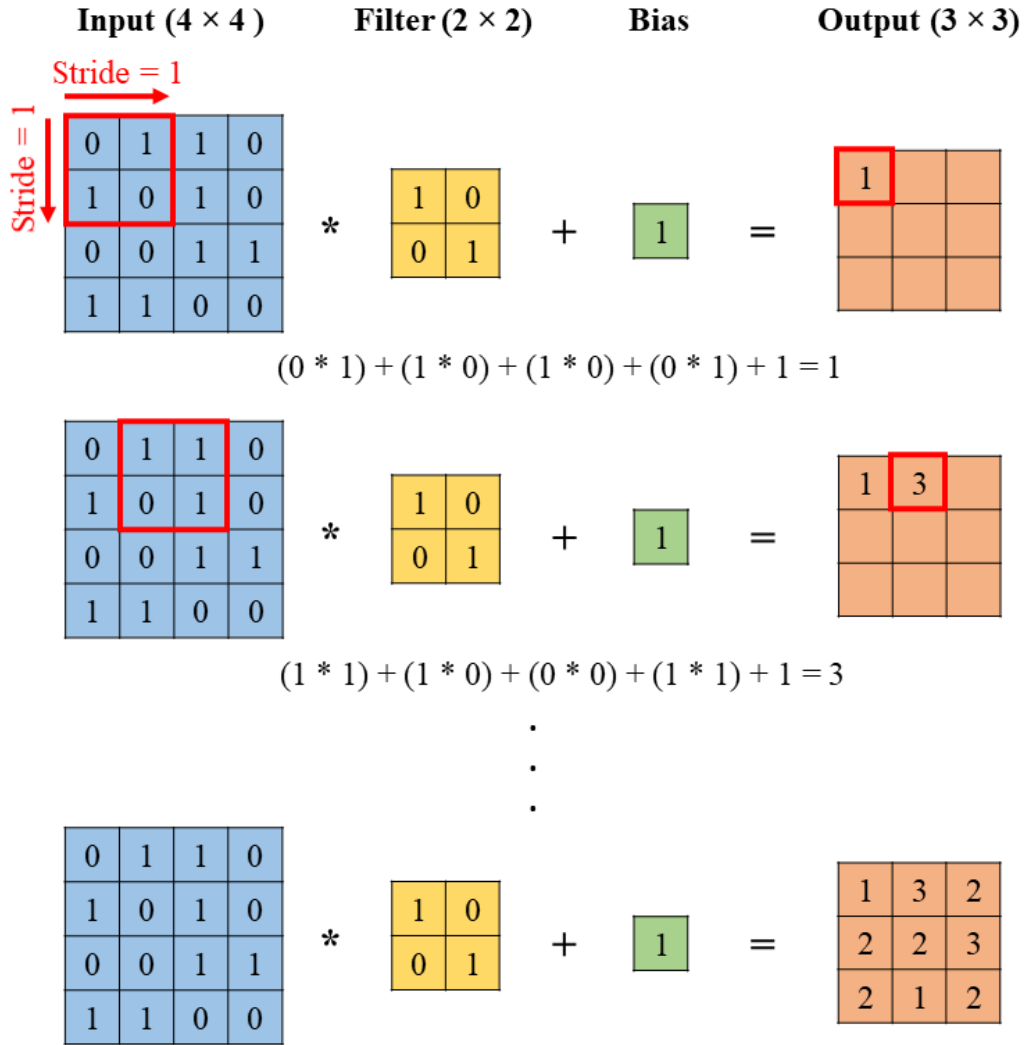 Input (4 × 4 ) Filter (2 × 2) Bias Output (3 × 3)
Stride = 1
Stride = 1
0 1 1 0
1 0 1 0
0 0 1 1
1 1 0 0
*
1 0
0 1
+
1
=
1
(0 * 1) + (1 * 0) + (1 * 0) + (0 * 1) + 1 = 1
0 1 1 0
1 0 1 0
0 0 1 1
1 1 0 0
*
1 0
0 1
+
1
=
1 3
(1 * 1) + (1 * 0) + (0 * 0) + (1 * 1) + 1 = 3
.
.
.
0 1 1 0
1 0 1 0
0 0 1 1
1 1 0 0
*
1 0
0 1
+
1
=
1 3 2
2 2 3
2 1 2